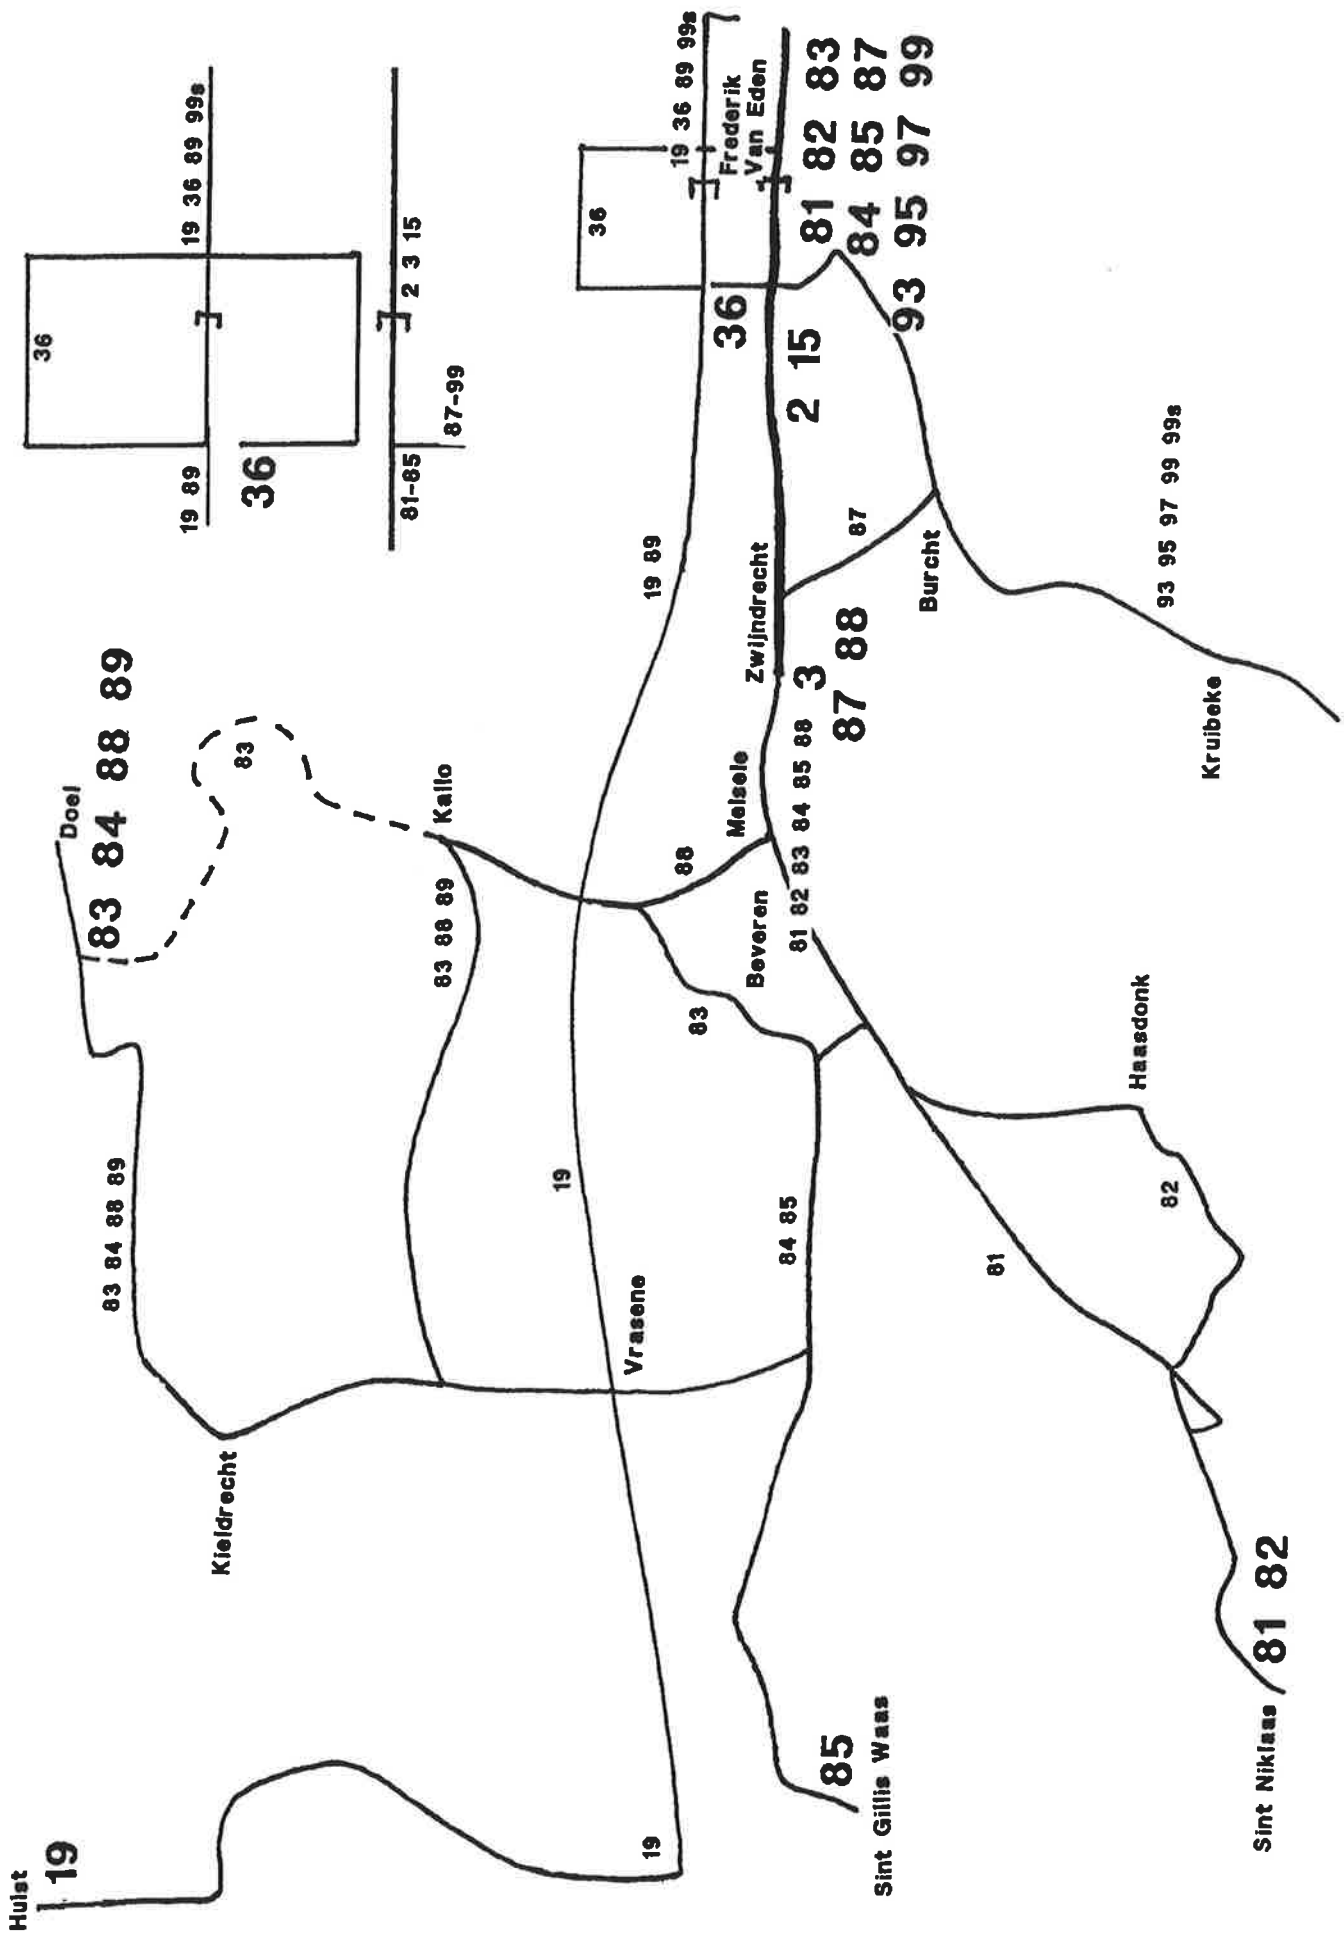 Hulst
19
36
Doel
83 84 88 89
83 84 88 89
19 89
19 36 89 99s
Kieldrecht
83
36
81-85
2 3 15
87-99
Kallo
83 88 89
19
36
Vrasene
19
19 89
19 36 89 99s
88
83
36
Frederik
Van Eden
Beveren
Melsele
Zwijndrecht
84 85
81 82 83 84 85 88
3
2 15
81 82 83
85
87 88
87
84 85 87
Sint Gillis Waas
93 95 97 99
Burcht
81
Haasdonk
82
93 95 97 99 99s
Kruibeke
Sint Niklaas
81 82